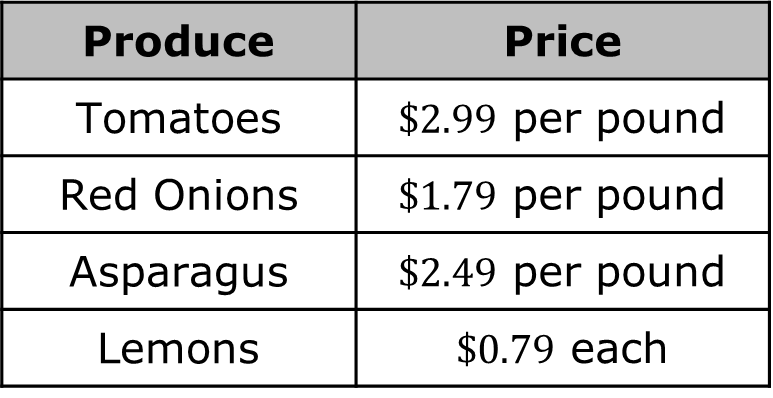 Produce Price
Tomatoes $2.99 per pound
Red Onions $1.79 per pound
Asparagus $2.49 per pound
Lemons $0.79 each